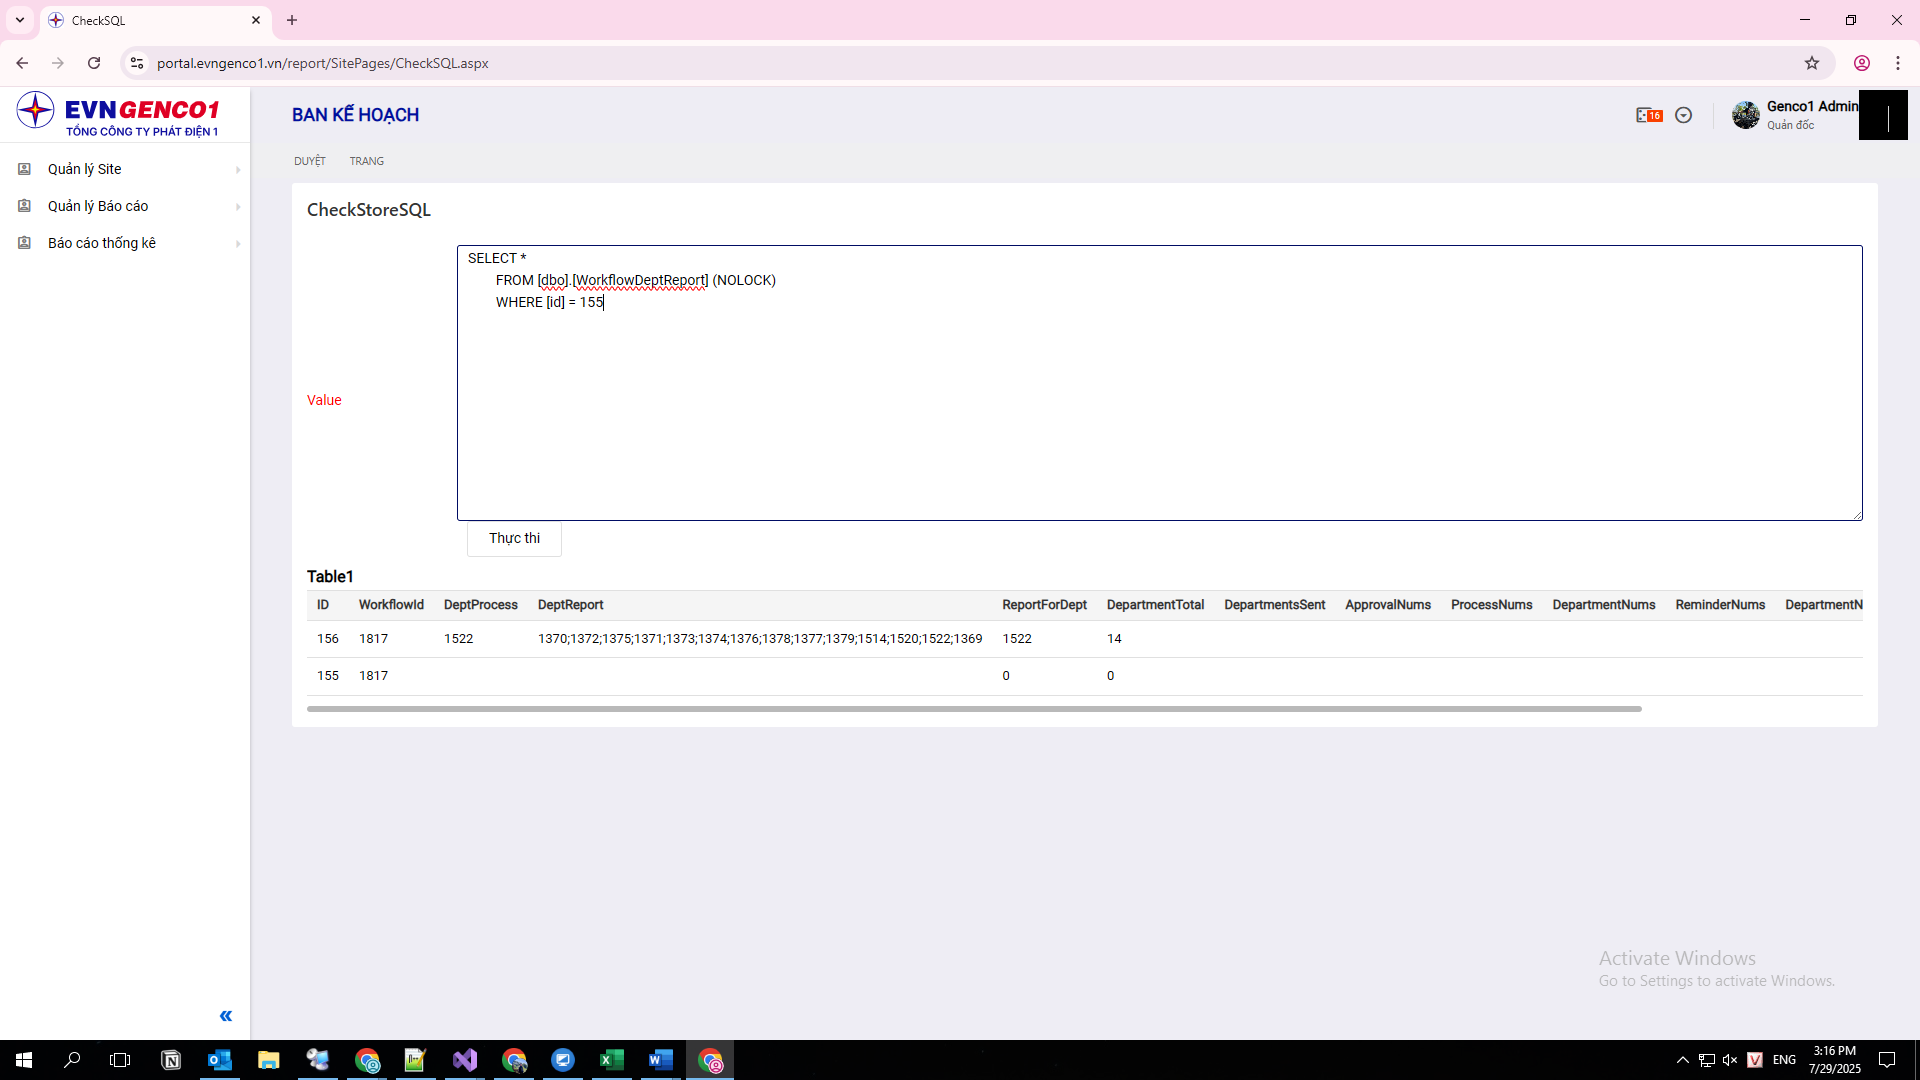 CheckSQL
portal.evngenco1.vn/report/SitePages/CheckSQL.aspx
EVNGENCO1
TỔNG CÔNG TY PHÁT ĐIỆN 1
BAN KẾ HOẠCH
16
Genco1 Admin
Quản đốc
Quản lý Site
Quản lý Báo cáo
Báo cáo thống kê
DUYỆT TRANG
CheckStoreSQL
Value
SELECT *
FROM [dbo].[WorkflowDeptReport] (NOLOCK)
WHERE [id] = 155
Thực thi
Table1
ID WorkflowId DeptProcess DeptReport ReportForDept DepartmentTotal DepartmentsSent ApprovalNums ProcessNums DepartmentNums ReminderNums DepartmentN
156 1817 1522 1370;1372;1375;1371;1373;1374;1376;1378;1377;1379;1514;1520;1522;1369 1522 14
155 1817 0 0
Activate Windows
Go to Settings to activate Windows.
ENG
3:16 PM
7/29/2025